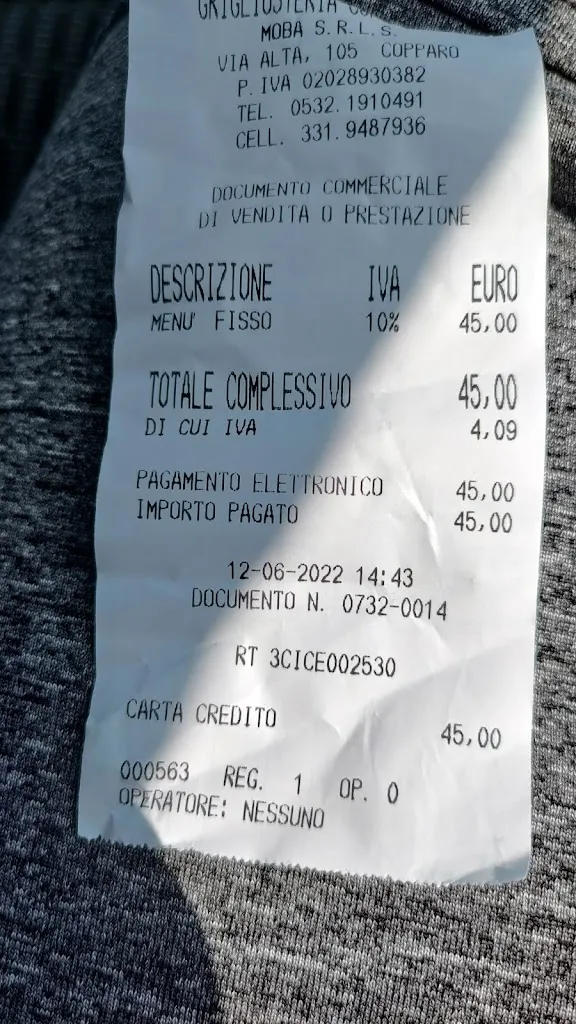 GRIGLIOSTERIA
MOBA S.R.L.S.
VIA ALTA, 105 COPPARO
P.IVA 02028930382
TEL. 0532.1910491
CELL. 331.9487936
DOCUMENTO COMMERCIALE
DI VENDITA O PRESTAZIONE
DESCRIZIONE IVA EURO
MENU' FISSO 10% 45,00
TOTALE COMPLESSIVO 45,00
DI CUI IVA 4,09
PAGAMENTO ELETTRONICO 45,00
IMPORTO PAGATO 45,00
12-06-2022 14:43
DOCUMENTO N. 0732-0014
RT 3CICE002530
CARTA CREDITO 45,00
000563 REG. 1 OP. 0
OPERATORE: NESSUNO